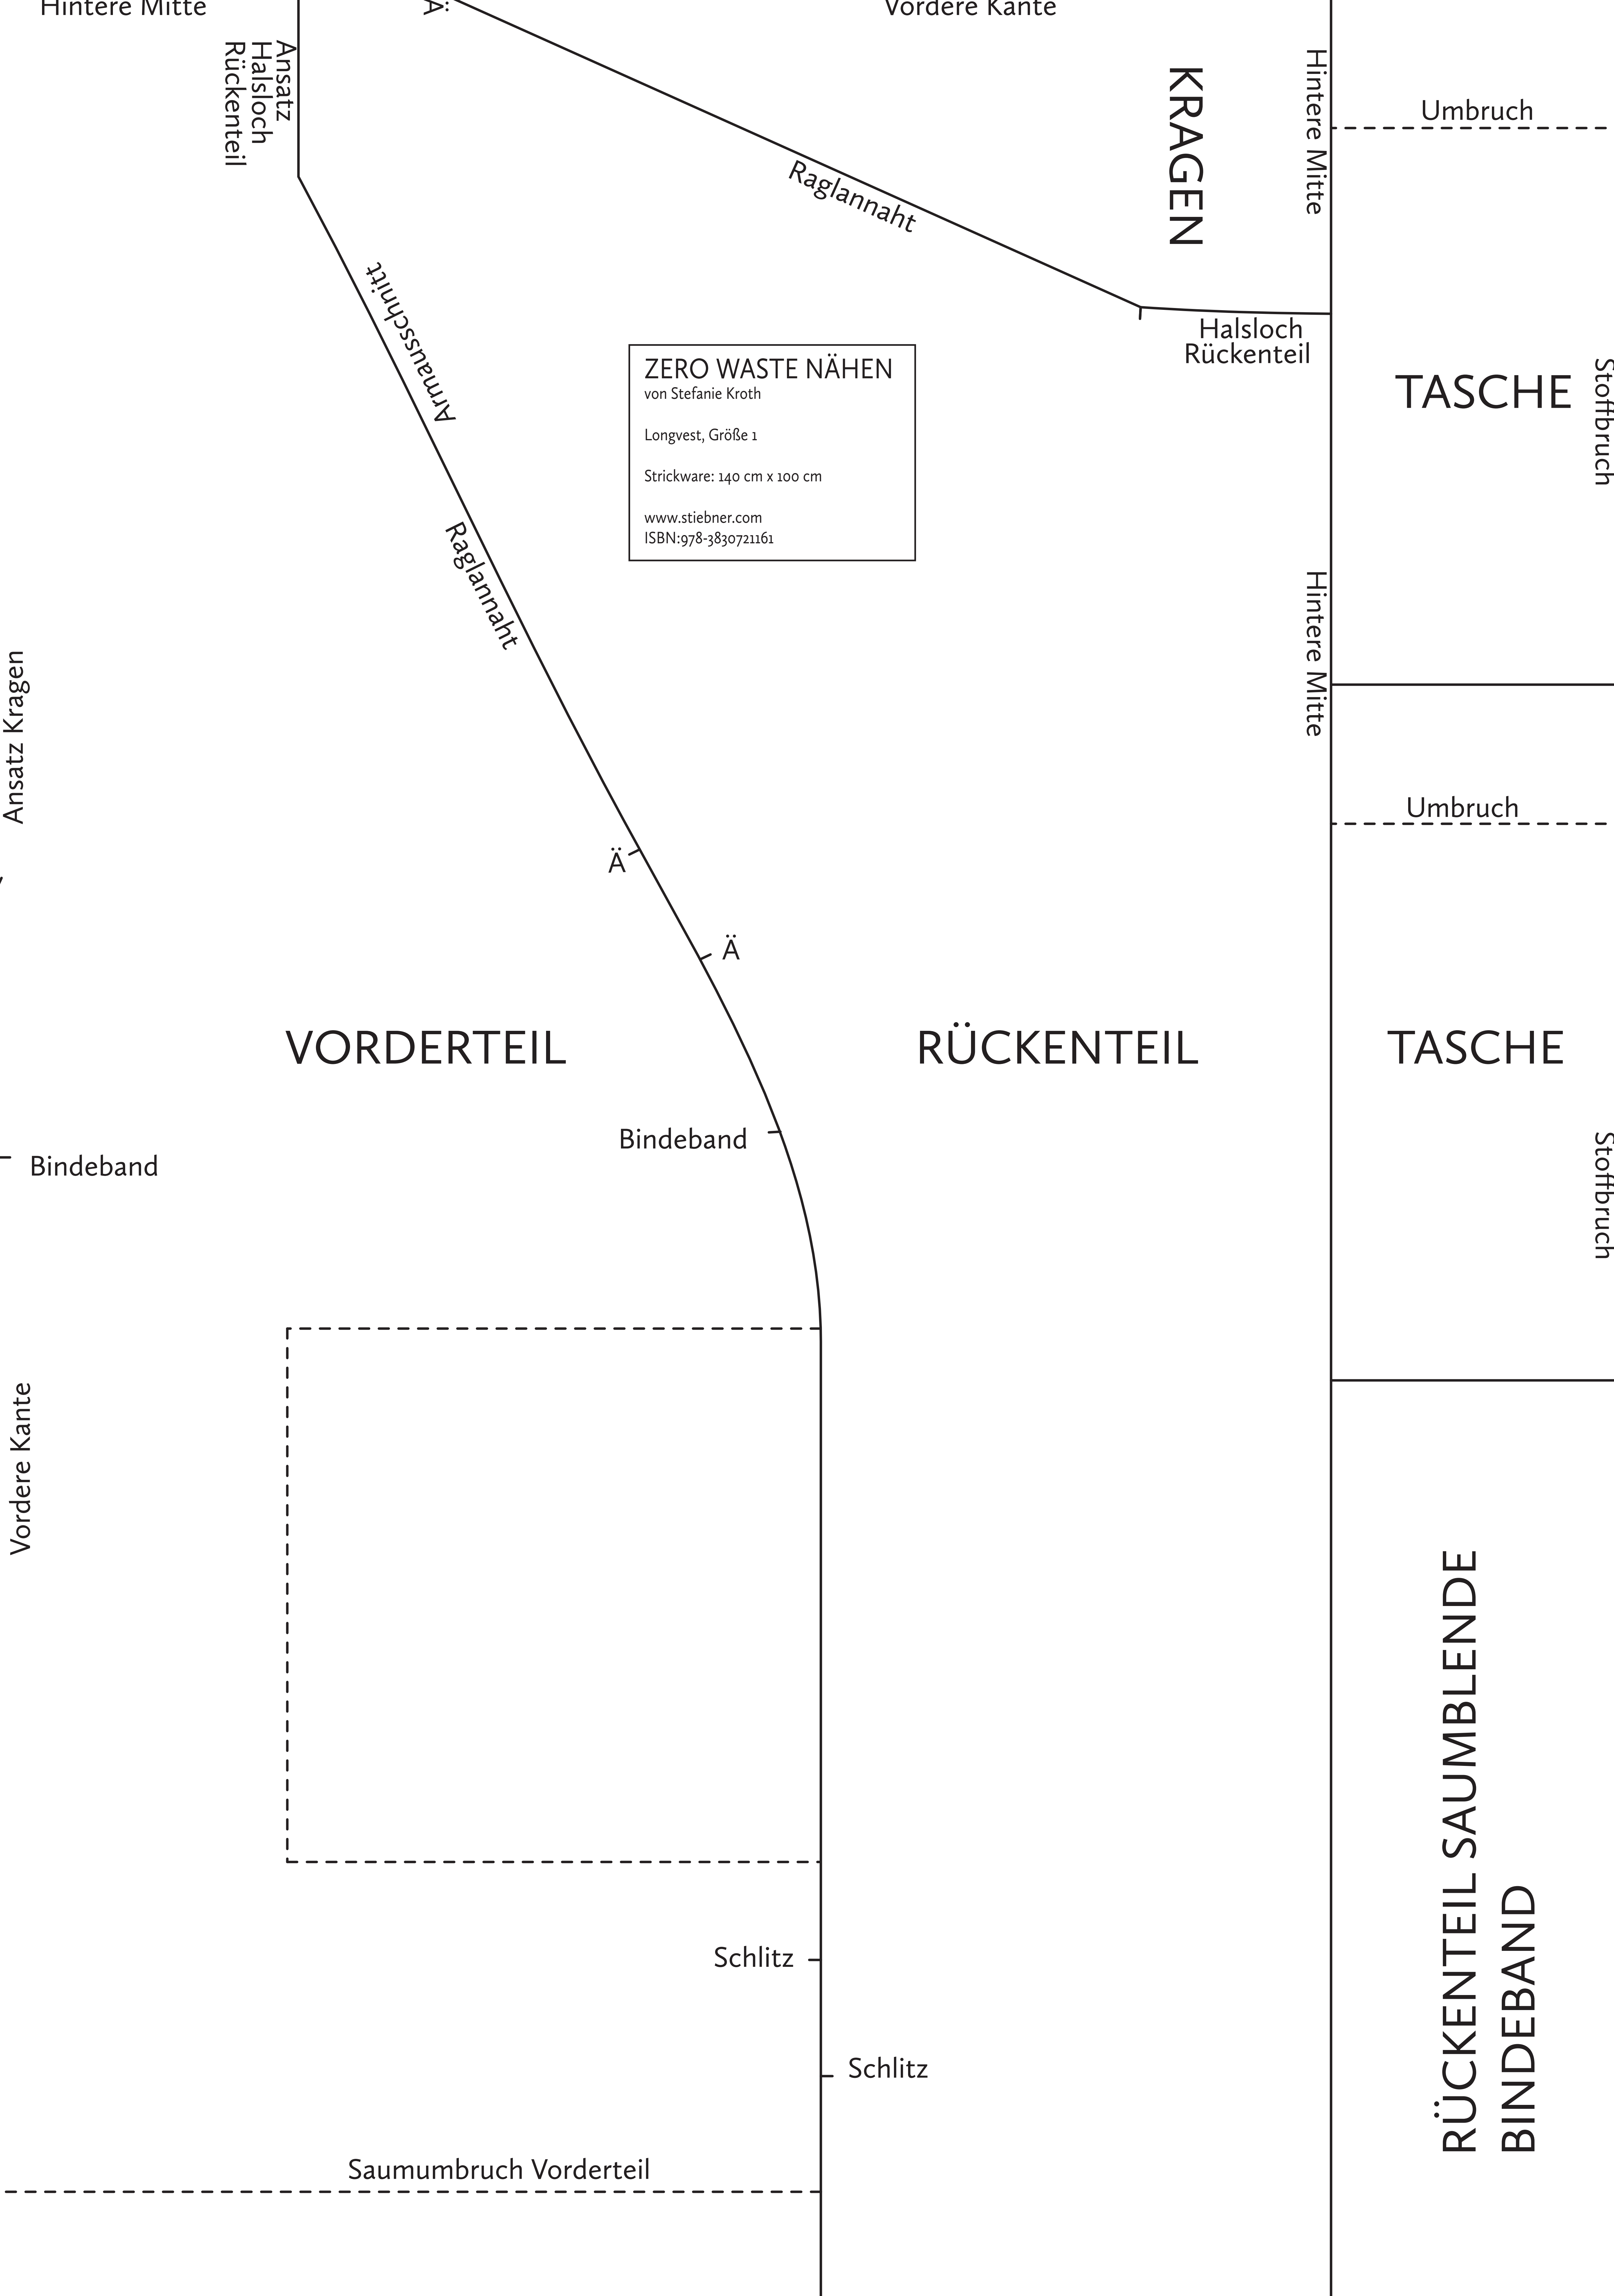 Hintere Mitte
Ä
Vordere Kante
Ansatz
Halsloch
Rückenteil
KRAGEN
Hintere Mitte
Umbruch
Raglannaht
Armausschnitt
Halsloch
Rückenteil
ZERO WASTE NÄHEN
von Stefanie Kroth
Longvest, Größe 1
Strickware: 140 cm x 100 cm
www.stiebner.com
ISBN:978-3830721161
TASCHE
Stoffbruch
Raglannaht
Hintere Mitte
Ansatz Kragen
Umbruch
Ä
Ä
VORDERTEIL
RÜCKENTEIL
TASCHE
Bindeband
Bindeband
Stoffbruch
Vordere Kante
RÜCKENTEIL SAUMBLENDE
BINDEBAND
Schlitz
Schlitz
Saumumbruch Vorderteil